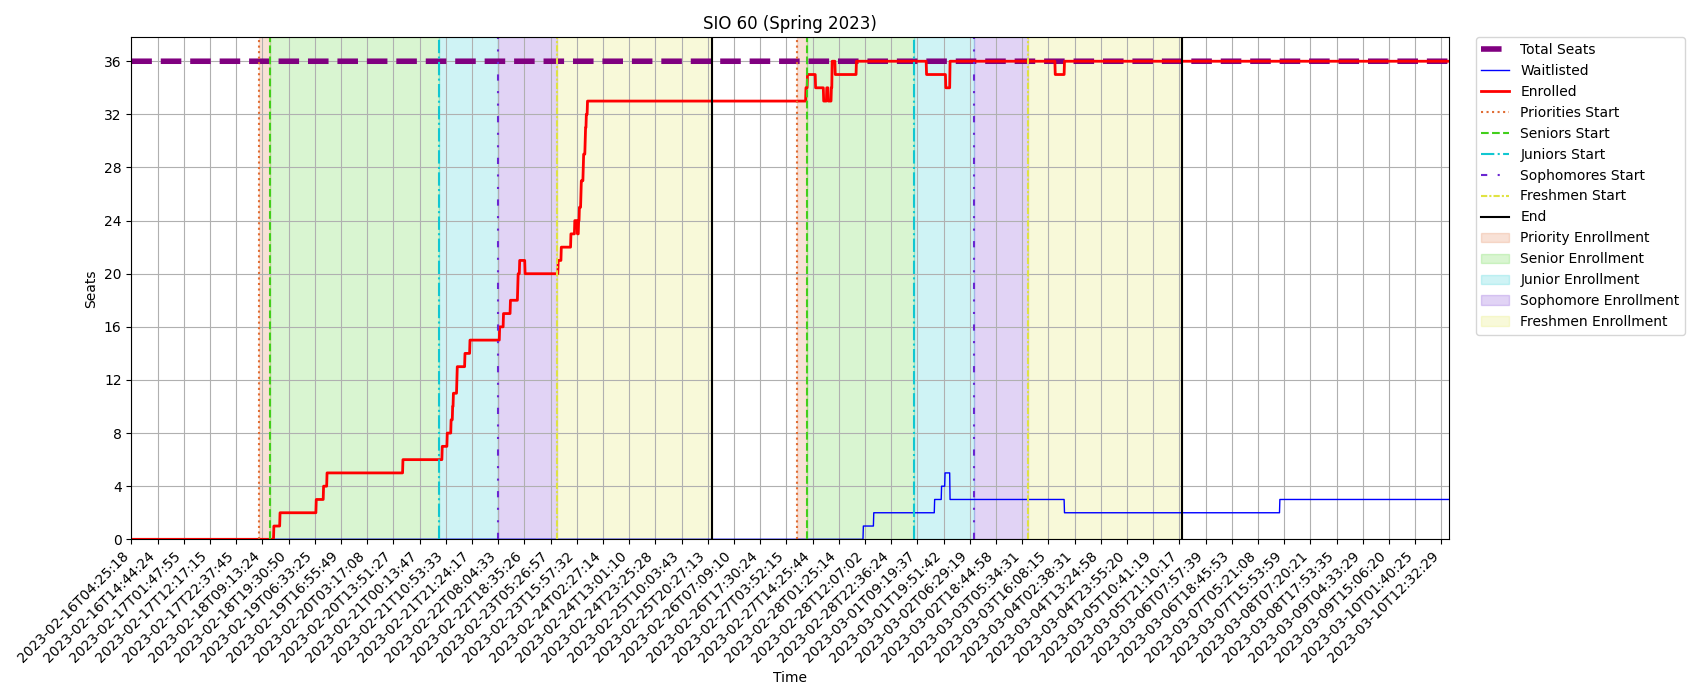 SIO 60 (Spring 2023)
Total Seats
Waitlisted
Enrolled
Priorities Start
Seniors Start
Juniors Start
Sophomores Start
Freshmen Start
End
Priority Enrollment
Senior Enrollment
Junior Enrollment
Sophomore Enrollment
Freshmen Enrollment
Seats
36
32
28
24
20
16
12
8
4
0
2023-02-16T04:25:18
2023-02-16T14:44:24
2023-02-17T01:47:55
2023-02-17T12:17:15
2023-02-17T22:37:45
2023-02-18T09:13:24
2023-02-18T19:30:50
2023-02-19T06:33:25
2023-02-19T16:55:49
2023-02-20T03:17:08
2023-02-20T13:51:27
2023-02-21T00:13:47
2023-02-21T11:53:33
2023-02-21T21:24:17
2023-02-22T08:04:33
2023-02-22T18:35:26
2023-02-23T05:26:57
2023-02-23T15:57:32
2023-02-24T02:27:14
2023-02-24T13:01:10
2023-02-24T23:25:28
2023-02-25T10:03:43
2023-02-25T20:27:13
2023-02-26T07:09:10
2023-02-26T17:30:24
2023-02-27T03:52:15
2023-02-27T14:25:44
2023-02-28T01:25:14
2023-02-28T12:07:02
2023-02-28T22:36:24
2023-03-01T09:19:37
2023-03-01T19:51:42
2023-03-02T06:29:19
2023-03-02T18:44:58
2023-03-03T05:34:31
2023-03-03T16:08:15
2023-03-04T02:38:31
2023-03-04T13:24:58
2023-03-04T23:55:20
2023-03-05T10:41:19
2023-03-05T21:10:17
2023-03-06T07:57:39
2023-03-06T18:45:53
2023-03-07T05:21:08
2023-03-07T15:53:59
2023-03-08T07:20:21
2023-03-08T17:53:35
2023-03-09T04:33:29
2023-03-09T15:06:20
2023-03-10T01:40:25
2023-03-10T12:32:29
Time